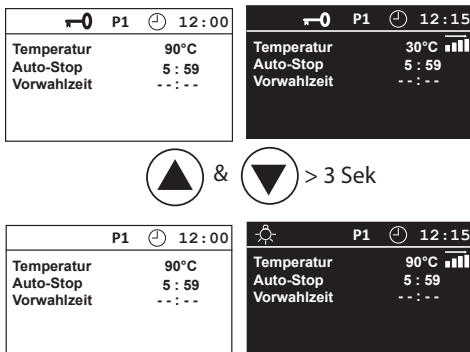 P1 12:00
Temperatur 90°C
Auto-Stop 5 : 59
Vorwahlzeit - - : - -
P1 12:15
Temperatur 30°C
Auto-Stop 5 : 59
Vorwahlzeit - - : - -
& > 3 Sek
P1 12:00
Temperatur 90°C
Auto-Stop 5 : 59
Vorwahlzeit - - : - -
P1 12:15
Temperatur 90°C
Auto-Stop 5 : 59
Vorwahlzeit - - : - -